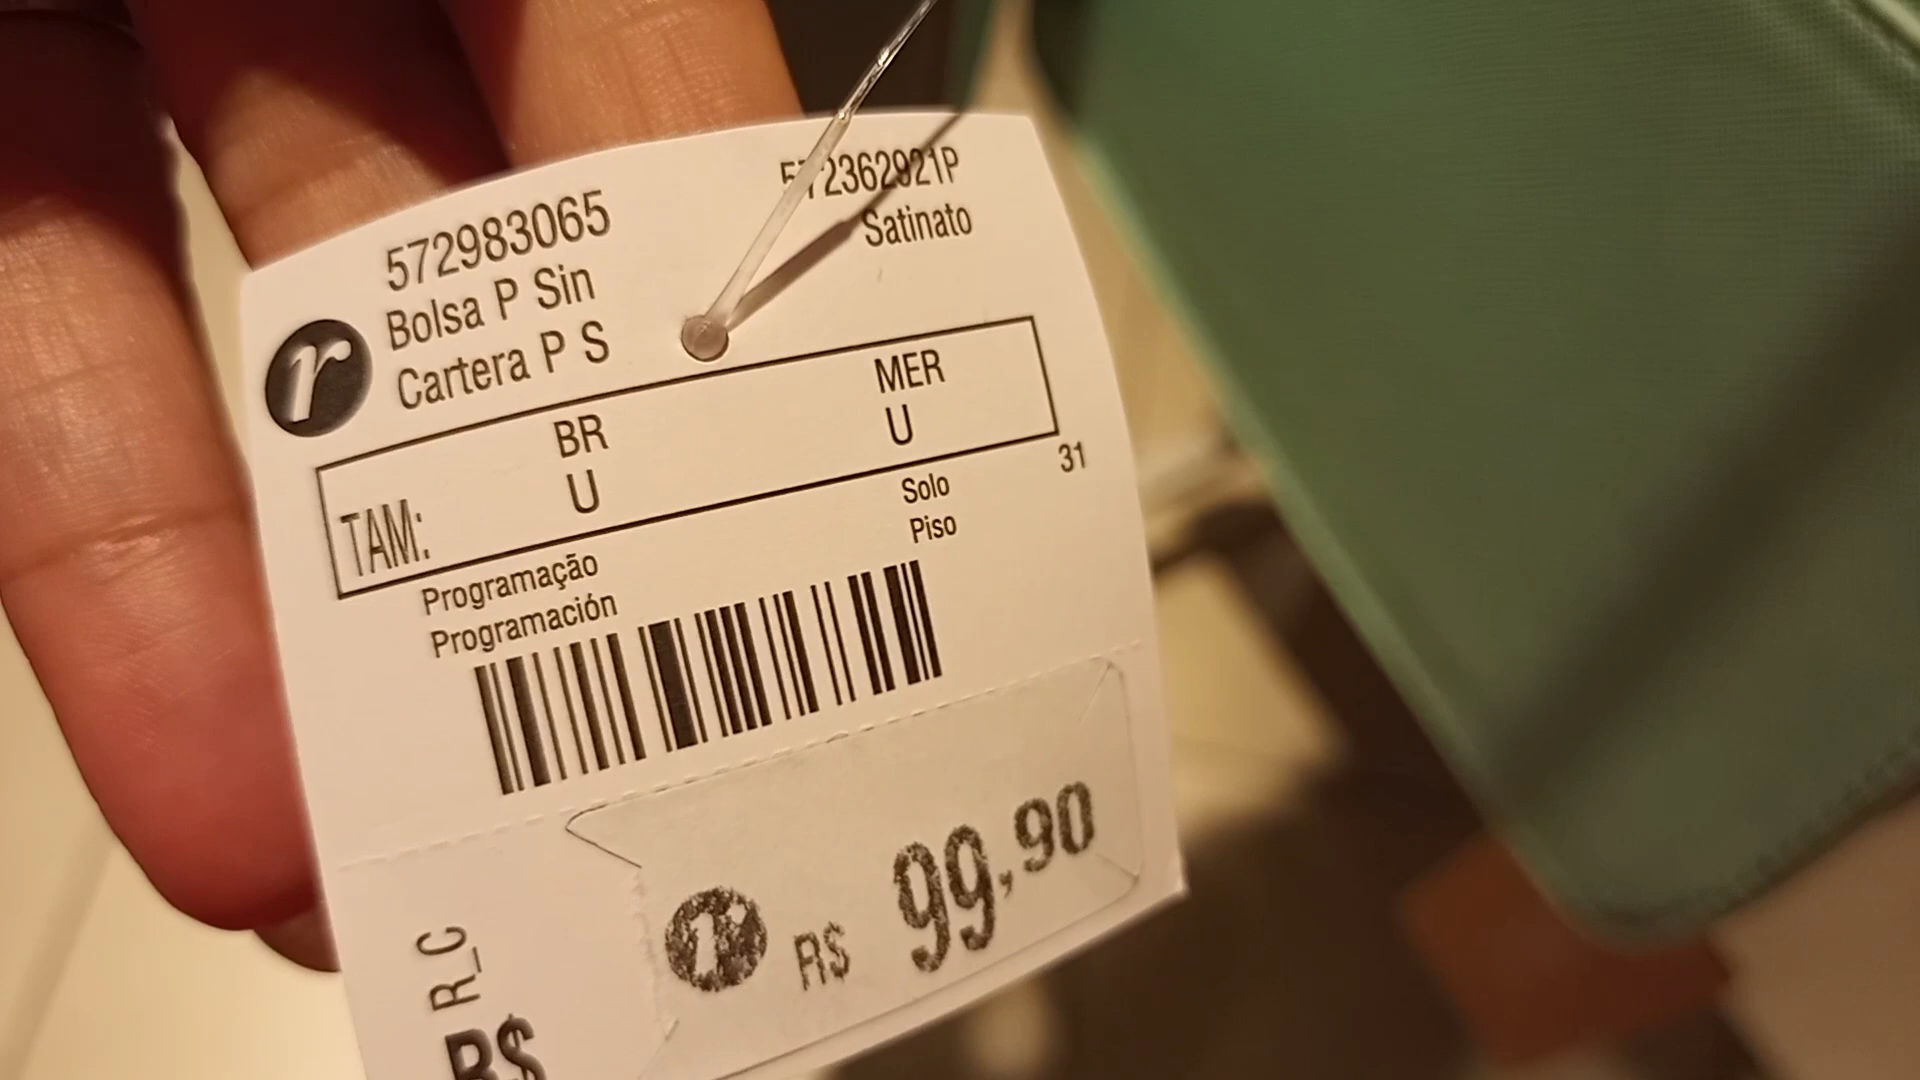 572983065
Bolsa P Sin
Cartera P S
572362921P
Satinato
r
BR
MER
TAM:
U
U
31
Programação
Programación
Solo
Piso
R_C
R$
r
R$ 99,90